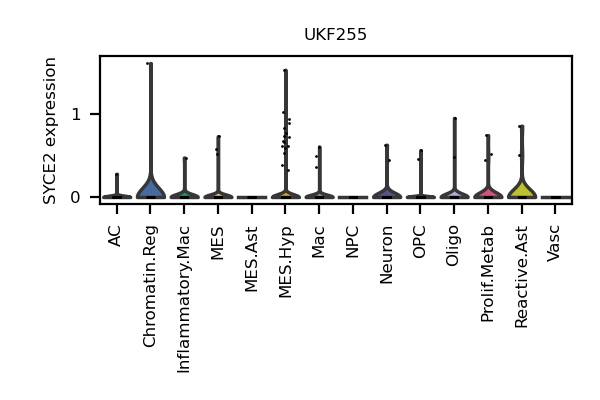 UKF255
SYCE2 expression
1
0
AC
Chromatin.Reg
Inflammatory.Mac
MES
MES.Ast
MES.Hyp
Mac
NPC
Neuron
OPC
Oligo
Prolif.Metab
Reactive.Ast
Vasc